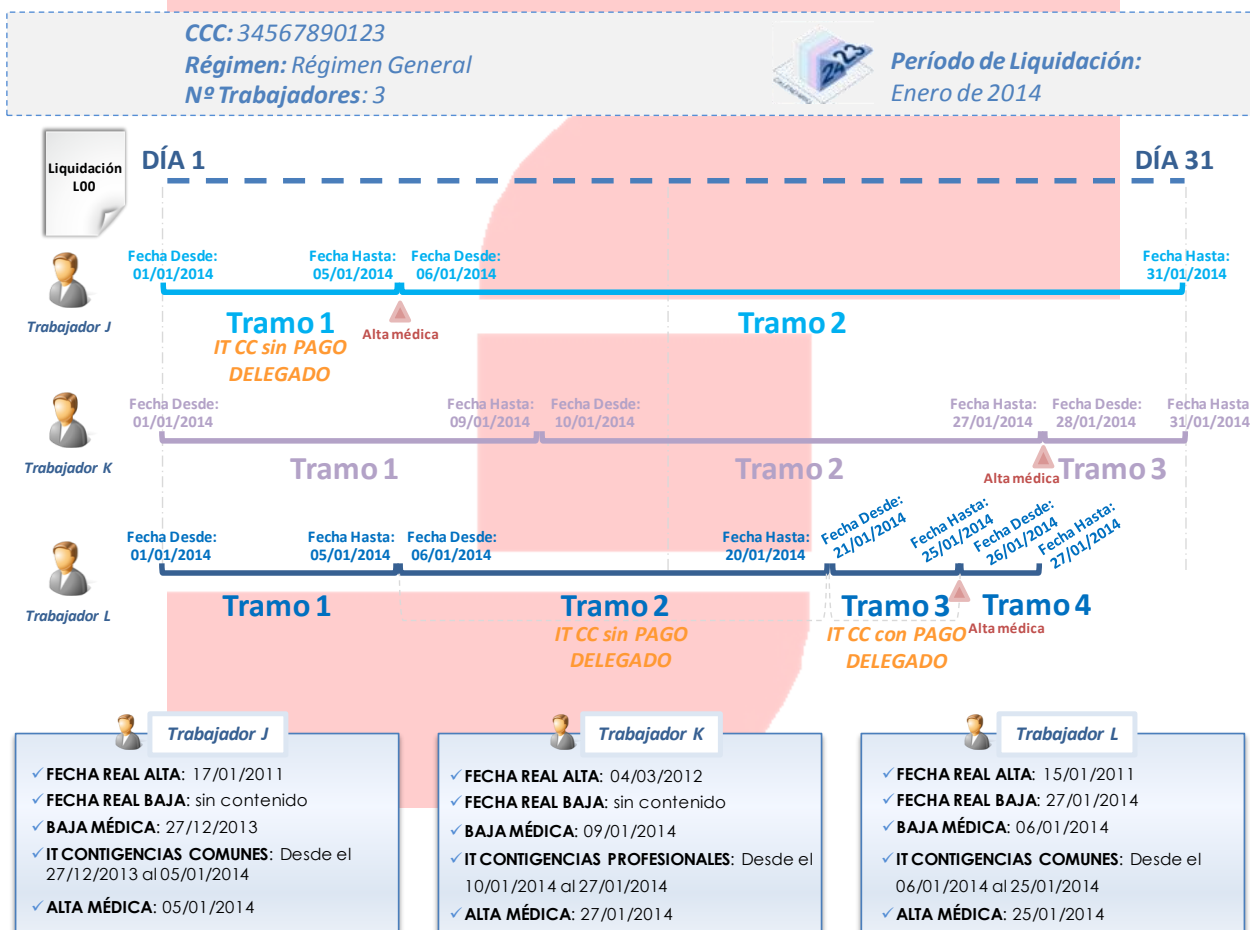 CCC: 34567890123
Régimen: Régimen General
Nº Trabajadores: 3
24 23
CALENDARIO
Período de Liquidación:
Enero de 2014
Liquidación
L00
DÍA 1
DÍA 31
Fecha Desde:
01/01/2014
Fecha Hasta:
05/01/2014
Fecha Desde:
06/01/2014
Fecha Hasta:
31/01/2014
Trabajador J
Tramo 1
Alta médica
Tramo 2
IT CC sin PAGO
DELEGADO
Fecha Desde:
01/01/2014
Fecha Hasta:
09/01/2014
Fecha Desde:
10/01/2014
Fecha Hasta:
27/01/2014
Fecha Desde:
28/01/2014
Fecha Hasta
31/01/2014
Trabajador K
Tramo 1
Tramo 2
Alta médica
Tramo 3
Fecha Desde:
01/01/2014
Fecha Hasta:
05/01/2014
Fecha Desde:
06/01/2014
Fecha Hasta:
20/01/2014
Fecha Desde:
21/01/2014
Fecha Hasta:
25/01/2014
Fecha Desde:
26/01/2014
Fecha Hasta:
27/01/2014
Trabajador L
Tramo 1
Tramo 2
IT CC sin PAGO
DELEGADO
Tramo 3
IT CC con PAGO
DELEGADO
Alta médica
Tramo 4
Trabajador J
✓FECHA REAL ALTA: 17/01/2011
✓FECHA REAL BAJA: sin contenido
✓BAJA MÉDICA: 27/12/2013
✓IT CONTIGENCIAS COMUNES: Desde el
27/12/2013 al 05/01/2014
✓ALTA MÉDICA: 05/01/2014
Trabajador K
✓FECHA REAL ALTA: 04/03/2012
✓FECHA REAL BAJA: sin contenido
✓BAJA MÉDICA: 09/01/2014
✓IT CONTIGENCIAS PROFESIONALES: Desde el
10/01/2014 al 27/01/2014
✓ALTA MÉDICA: 27/01/2014
Trabajador L
✓FECHA REAL ALTA: 15/01/2011
✓FECHA REAL BAJA: 27/01/2014
✓BAJA MÉDICA: 06/01/2014
✓IT CONTIGENCIAS COMUNES: Desde el
06/01/2014 al 25/01/2014
✓ALTA MÉDICA: 25/01/2014